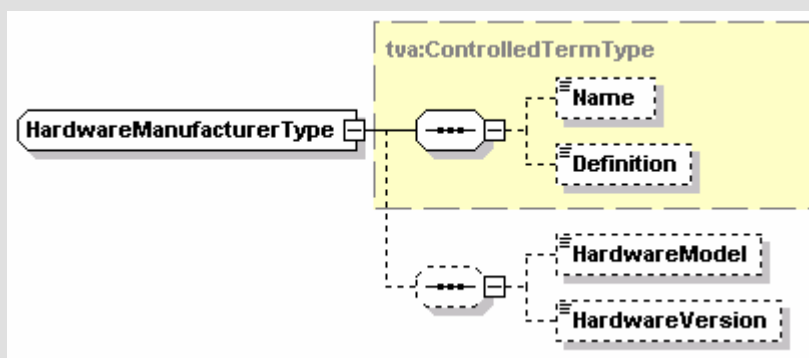 tva:ControlledTermType
HardwareManufacturerType
Name
Definition
HardwareModel
HardwareVersion